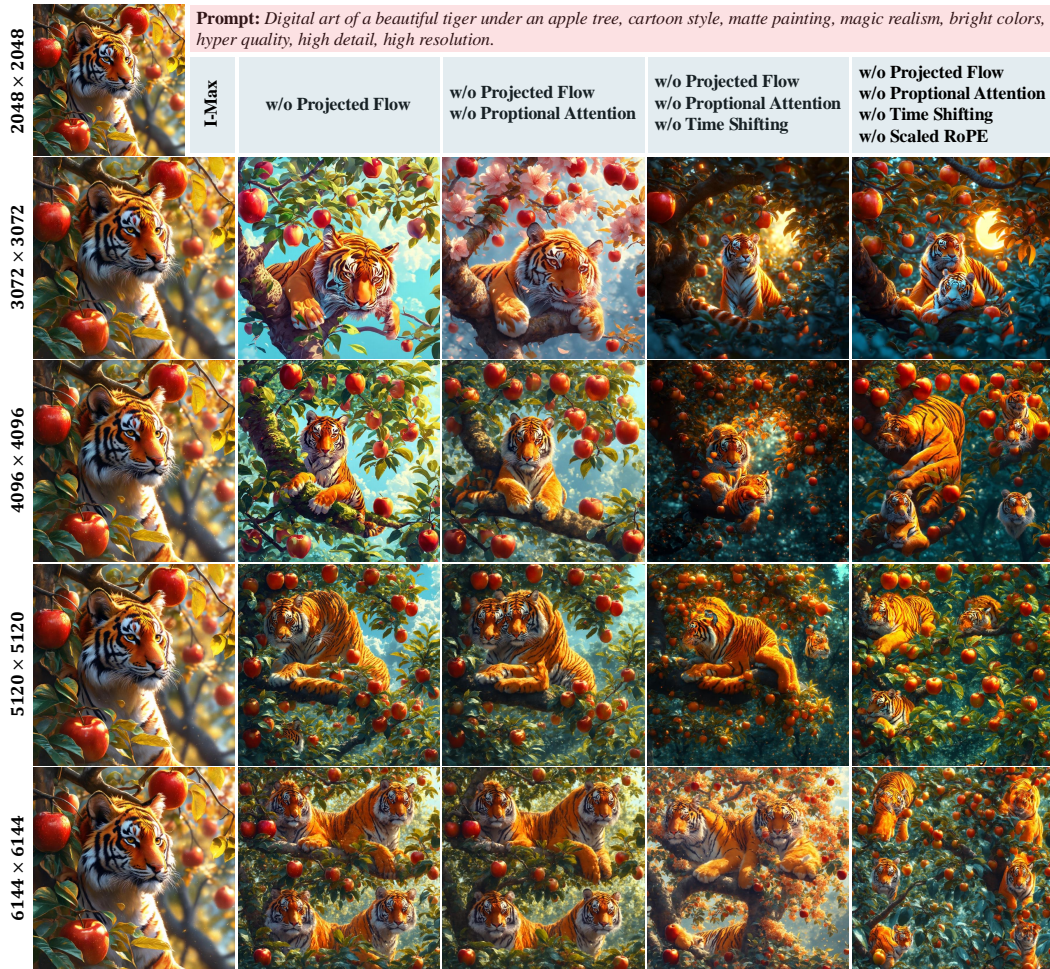 2048 × 2048
Prompt: Digital art of a beautiful tiger under an apple tree, cartoon style, matte painting, magic realism, bright colors,
hyper quality, high detail, high resolution.
I-Max
w/o Projected Flow
w/o Projected Flow
w/o Proptional Attention
w/o Projected Flow
w/o Proptional Attention
w/o Time Shifting
w/o Projected Flow
w/o Proptional Attention
w/o Time Shifting
w/o Scaled RoPE
3072 × 3072
4096 × 4096
5120 × 5120
6144 × 6144